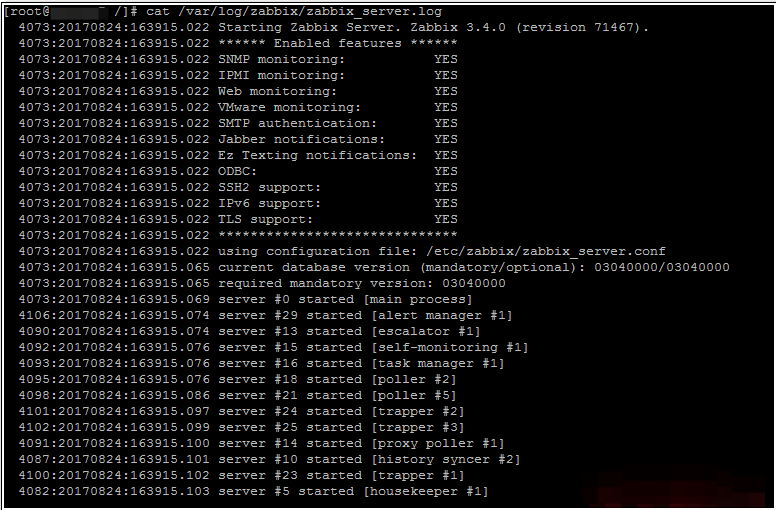 [root@ /]# cat /var/log/zabbix/zabbix_server.log
4073:20170824:163915.022 Starting Zabbix Server. Zabbix 3.4.0 (revision 71467).
4073:20170824:163915.022 ****** Enabled features ******
4073:20170824:163915.022 SNMP monitoring: YES
4073:20170824:163915.022 IPMI monitoring: YES
4073:20170824:163915.022 Web monitoring: YES
4073:20170824:163915.022 VMware monitoring: YES
4073:20170824:163915.022 SMTP authentication: YES
4073:20170824:163915.022 Jabber notifications: YES
4073:20170824:163915.022 Ez Texting notifications: YES
4073:20170824:163915.022 ODBC: YES
4073:20170824:163915.022 SSH2 support: YES
4073:20170824:163915.022 IPv6 support: YES
4073:20170824:163915.022 TLS support: YES
4073:20170824:163915.022 ******************************
4073:20170824:163915.022 using configuration file: /etc/zabbix/zabbix_server.conf
4073:20170824:163915.065 current database version (mandatory/optional): 03040000/03040000
4073:20170824:163915.065 required mandatory version: 03040000
4073:20170824:163915.069 server #0 started [main process]
4106:20170824:163915.074 server #29 started [alert manager #1]
4090:20170824:163915.074 server #13 started [escalator #1]
4092:20170824:163915.076 server #15 started [self-monitoring #1]
4093:20170824:163915.076 server #16 started [task manager #1]
4095:20170824:163915.076 server #18 started [poller #2]
4098:20170824:163915.086 server #21 started [poller #5]
4101:20170824:163915.097 server #24 started [trapper #2]
4102:20170824:163915.099 server #25 started [trapper #3]
4091:20170824:163915.100 server #14 started [proxy poller #1]
4087:20170824:163915.101 server #10 started [history syncer #2]
4100:20170824:163915.102 server #23 started [trapper #1]
4082:20170824:163915.103 server #5 started [housekeeper #1]